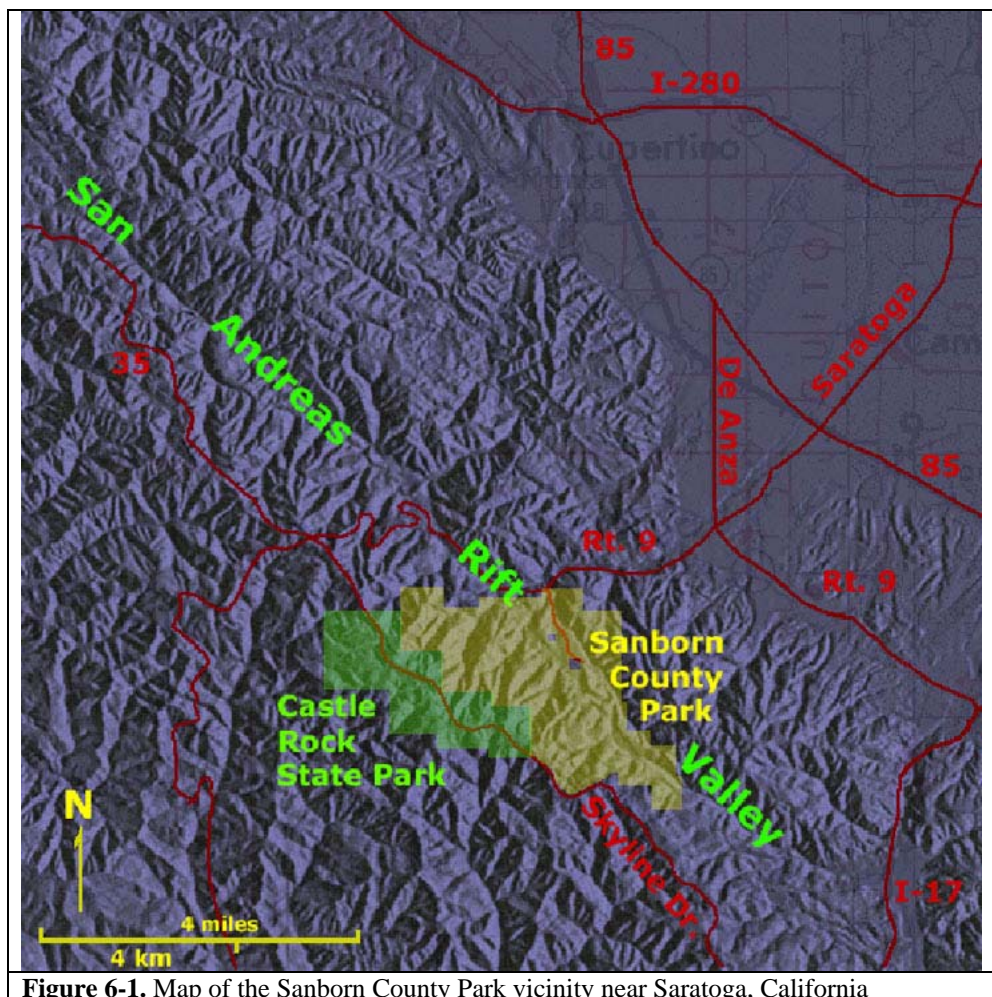 85
I-280
Cupertino
San
Andreas
35
Saratoga
De Anza
85
Rt. 9
Rift
Rt. 9
Sanborn
County
Park
Castle
Rock
State Park
Valley
N
Skyline Dr.
I-17
4 miles
4 km
Figure 6-1. Map of the Sanborn County Park vicinity near Saratoga, California